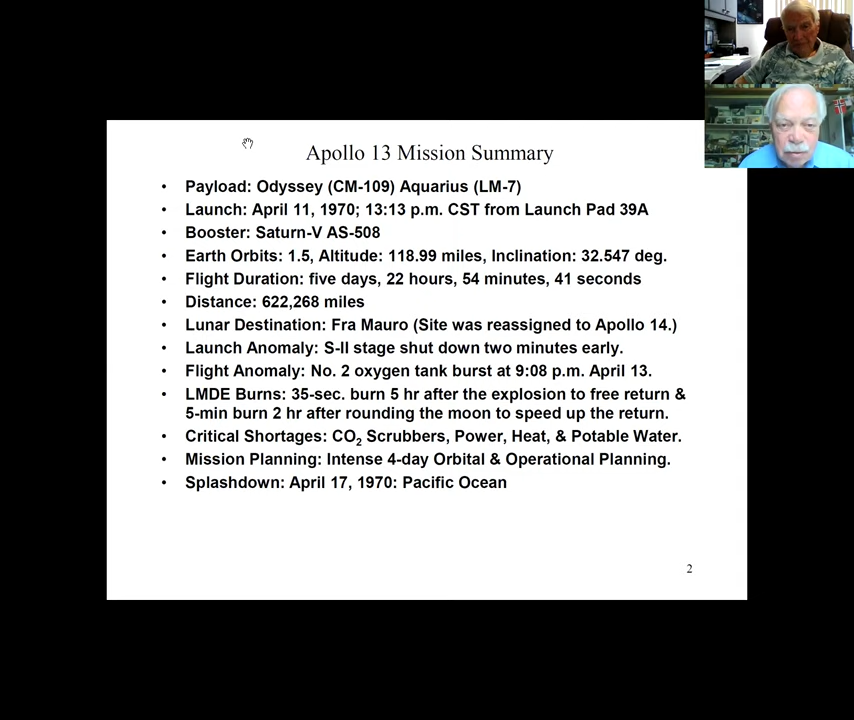 Apollo 13 Mission Summary
• Payload: Odyssey (CM-109) Aquarius (LM-7)
• Launch: April 11, 1970; 13:13 p.m. CST from Launch Pad 39A
• Booster: Saturn-V AS-508
• Earth Orbits: 1.5, Altitude: 118.99 miles, Inclination: 32.547 deg.
• Flight Duration: five days, 22 hours, 54 minutes, 41 seconds
• Distance: 622,268 miles
• Lunar Destination: Fra Mauro (Site was reassigned to Apollo 14.)
• Launch Anomaly: S-II stage shut down two minutes early.
• Flight Anomaly: No. 2 oxygen tank burst at 9:08 p.m. April 13.
• LMDE Burns: 35-sec. burn 5 hr after the explosion to free return &
5-min burn 2 hr after rounding the moon to speed up the return.
• Critical Shortages: CO₂ Scrubbers, Power, Heat, & Potable Water.
• Mission Planning: Intense 4-day Orbital & Operational Planning.
• Splashdown: April 17, 1970: Pacific Ocean
2